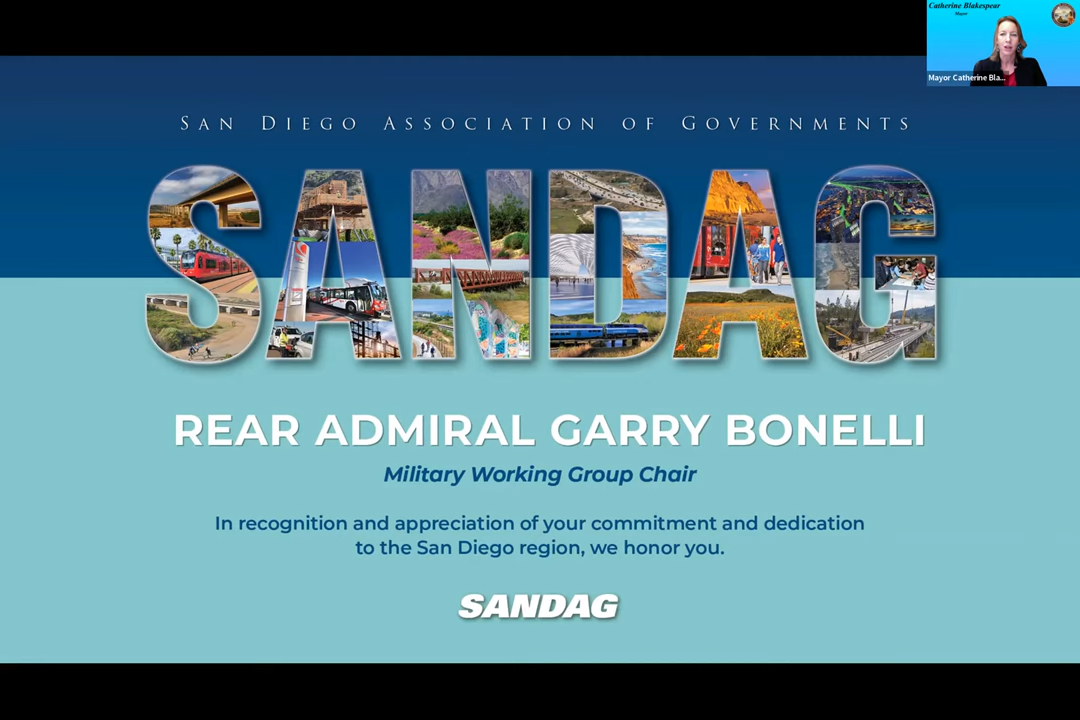 Catherine Blakespear
Mayor
Mayor Catherine Bla...
San Diego Association of Governments
SANDAG
REAR ADMIRAL GARRY BONELLI
Military Working Group Chair
In recognition and appreciation of your commitment and dedication
to the San Diego region, we honor you.
SANDAG